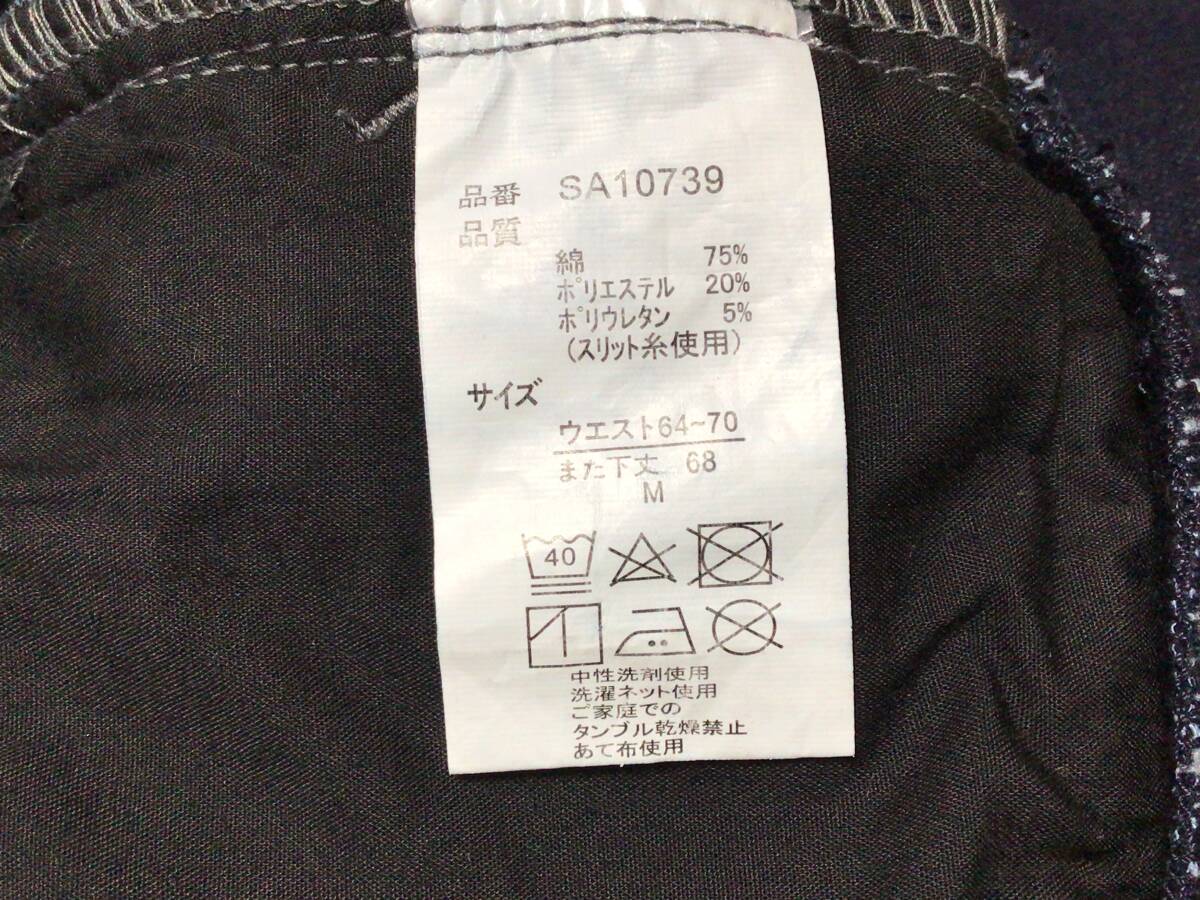 品番 SA10739
品質
綿 75%
ポリエステル 20%
ポリウレタン 5%
(スリット糸使用)
サイズ
ウエスト64~70
また下丈 68
M
40
中性洗剤使用
洗濯ネット使用
ご家庭での
タンブル乾燥禁止
あて布使用